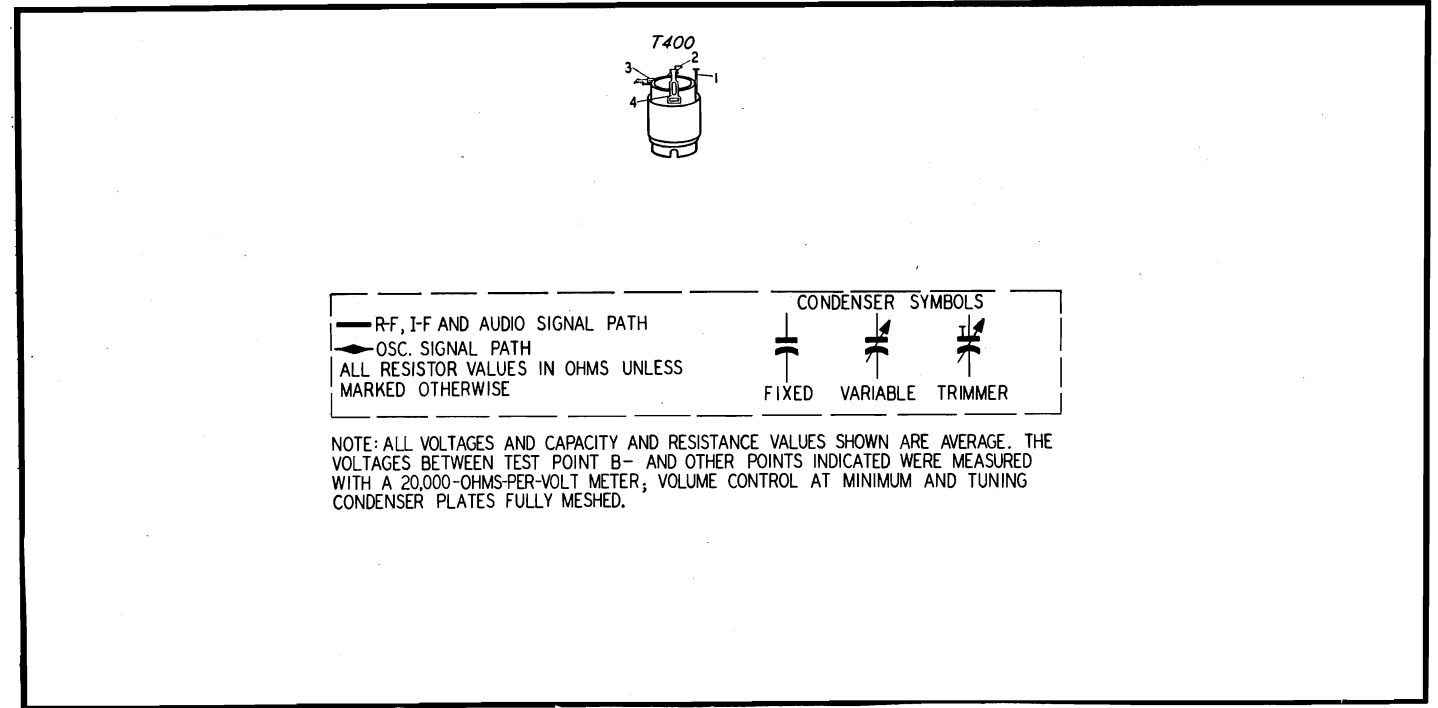 T400
2
3
1
4
CONDENSER SYMBOLS
R-F, I-F AND AUDIO SIGNAL PATH
OSC. SIGNAL PATH
ALL RESISTOR VALUES IN OHMS UNLESS
MARKED OTHERWISE
T
FIXED VARIABLE TRIMMER
NOTE: ALL VOLTAGES AND CAPACITY AND RESISTANCE VALUES SHOWN ARE AVERAGE. THE
VOLTAGES BETWEEN TEST POINT B- AND OTHER POINTS INDICATED WERE MEASURED
WITH A 20,000-OHMS-PER-VOLT METER; VOLUME CONTROL AT MINIMUM AND TUNING
CONDENSER PLATES FULLY MESHED.